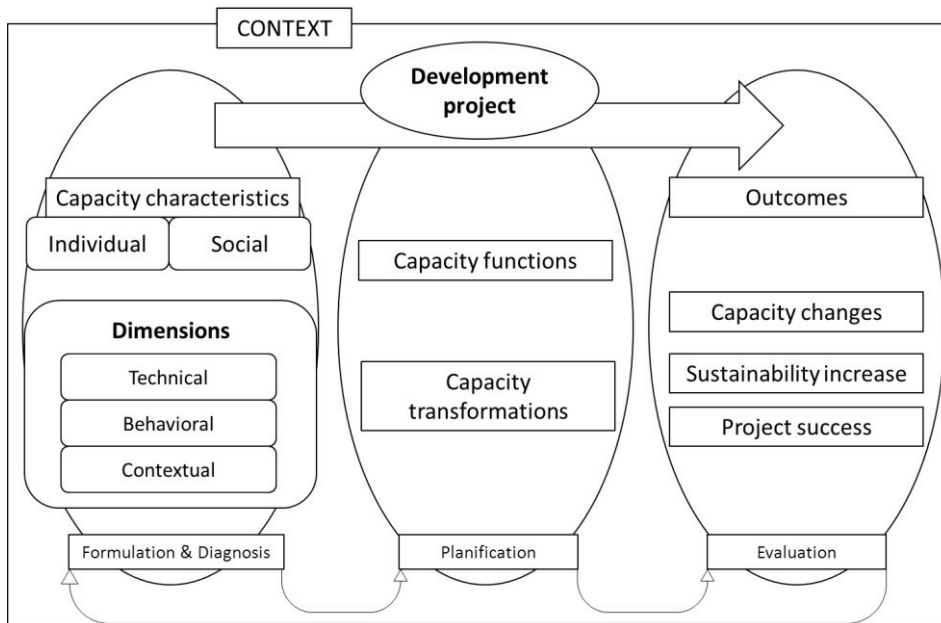 CONTEXT
Development
project
Capacity characteristics
Individual
Social
Dimensions
Technical
Behavioral
Contextual
Formulation & Diagnosis
Capacity functions
Capacity
transformations
Planification
Outcomes
Capacity changes
Sustainability increase
Project success
Evaluation